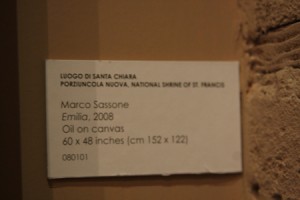 LUOGO DI SANTA CHIARA
PORZIUNCOLA NUOVA, NATIONAL SHRINE OF ST. FRANCIS
Marco Sassone
Emilia, 2008
Oil on canvas
60 x 48 inches (cm 152 x 122)
080101